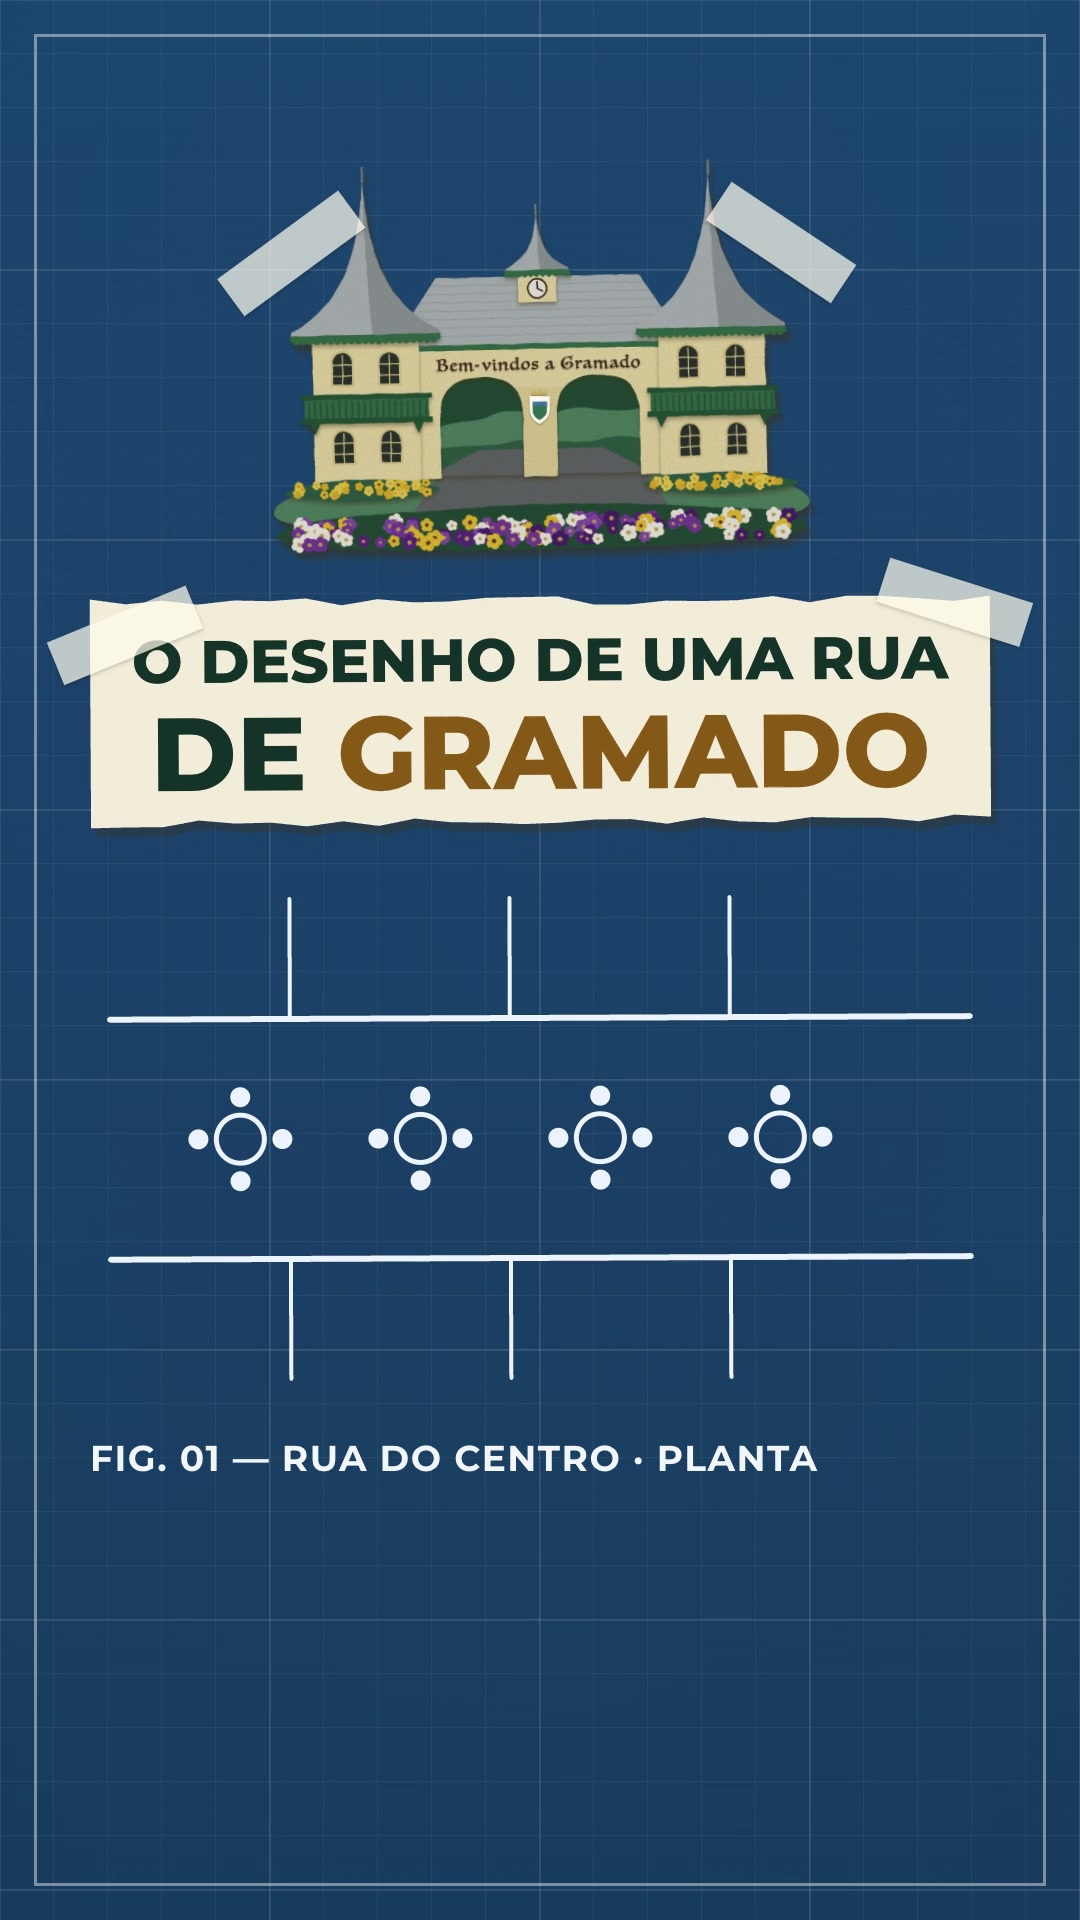 Bem-vindos a Gramado
O DESENHO DE UMA RUA
DE GRAMADO
FIG. 01 — RUA DO CENTRO · PLANTA